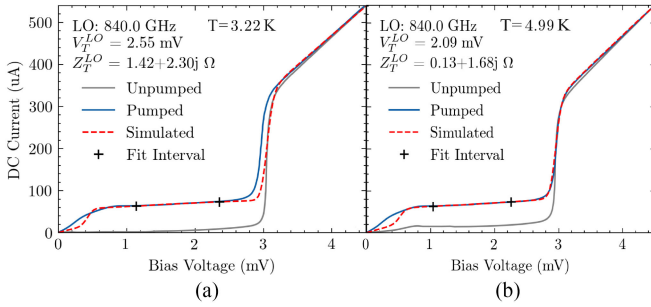 LO: 840.0 GHz T=3.22 K
V_T^{LO} = 2.55 mV
Z_T^{LO} = 1.42+2.30j Ω
Unpumped
Pumped
Simulated
Fit Interval
DC Current (uA)
500
400
300
200
100
0
0 1 2 3 4
Bias Voltage (mV)
(a)
LO: 840.0 GHz T=4.99 K
V_T^{LO} = 2.09 mV
Z_T^{LO} = 0.13+1.68j Ω
Unpumped
Pumped
Simulated
Fit Interval
0 1 2 3 4
Bias Voltage (mV)
(b)